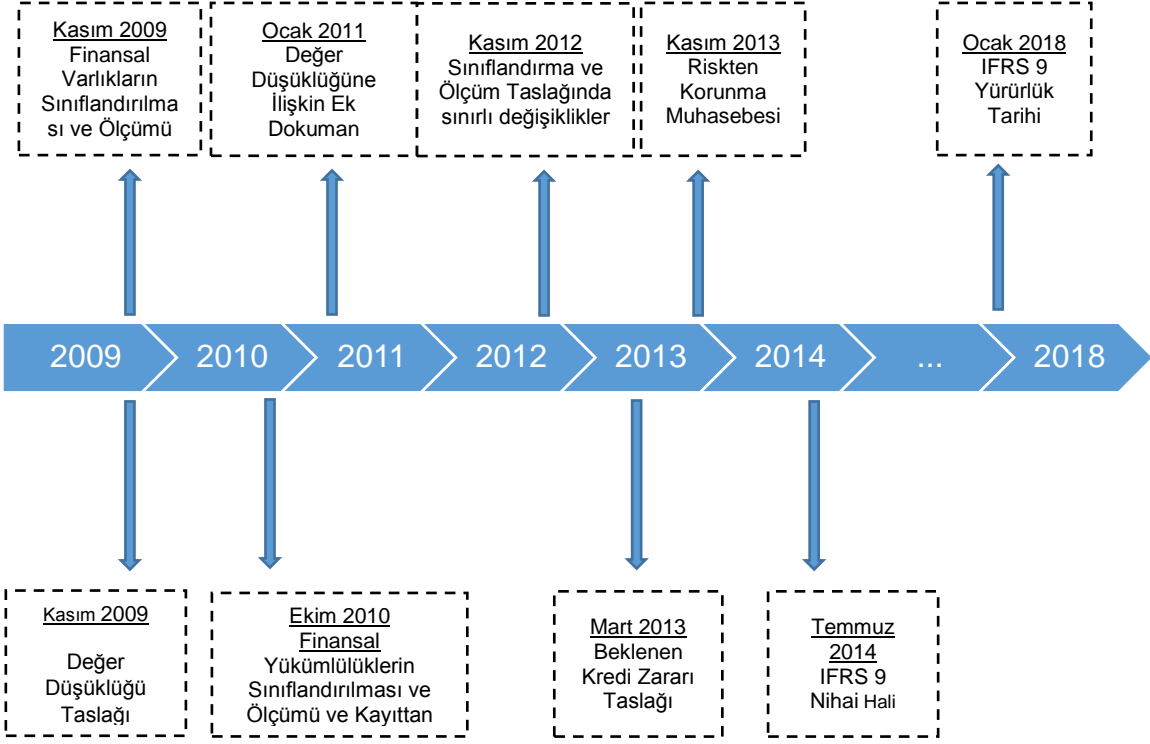 Kasım 2009
Finansal
Varlıkların
Sınıflandırılma
sı ve Ölçümü
Ocak 2011
Değer
Düşüklüğüne
İlişkin Ek
Dokuman
Kasım 2012
Sınıflandırma ve
Ölçüm Taslağında
sınırlı değişiklikler
Kasım 2013
Riskten
Korunma
Muhasebesi
Ocak 2018
IFRS 9
Yürürlük
Tarihi
2009
2010
2011
2012
2013
2014
...
2018
Kasım 2009
Değer
Düşüklüğü
Taslağı
Ekim 2010
Finansal
Yükümlülüklerin
Sınıflandırılması ve
Ölçümü ve Kayıttan
Mart 2013
Beklenen
Kredi Zararı
Taslağı
Temmuz
2014
IFRS 9
Nihai Hali